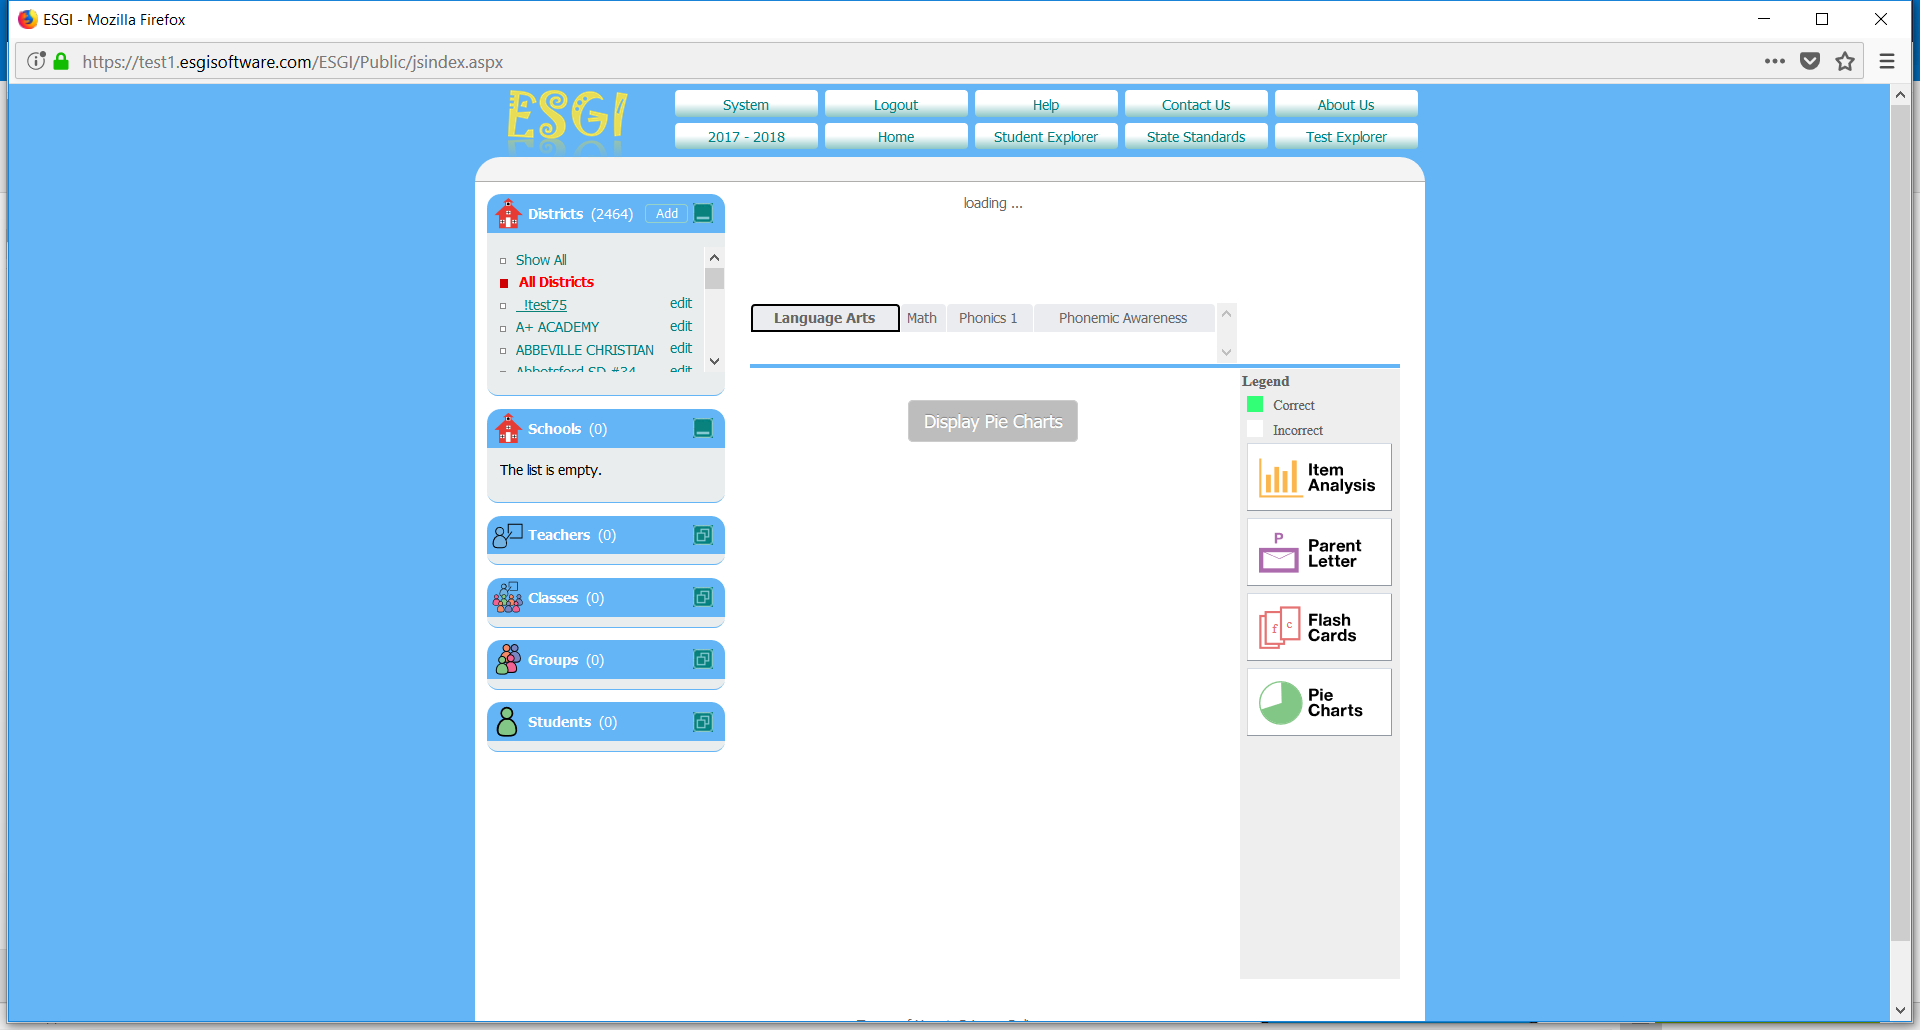 ESGI - Mozilla Firefox
https://test1.esgisoftware.com/ESGI/Public/jsindex.aspx
ESGI
System Logout Help Contact Us About Us
2017 - 2018 Home Student Explorer State Standards Test Explorer
Districts (2464) Add
Show All
All Districts
_!test75 edit
A+ ACADEMY edit
ABBEVILLE CHRISTIAN edit
Abbotsford SD #34 edit
Schools (0)
The list is empty.
Teachers (0)
Classes (0)
Groups (0)
Students (0)
loading ...
Language Arts Math Phonics 1 Phonemic Awareness
Display Pie Charts
Legend
Correct
Incorrect
Item
Analysis
P
Parent
Letter
f c
Flash
Cards
Pie
Charts